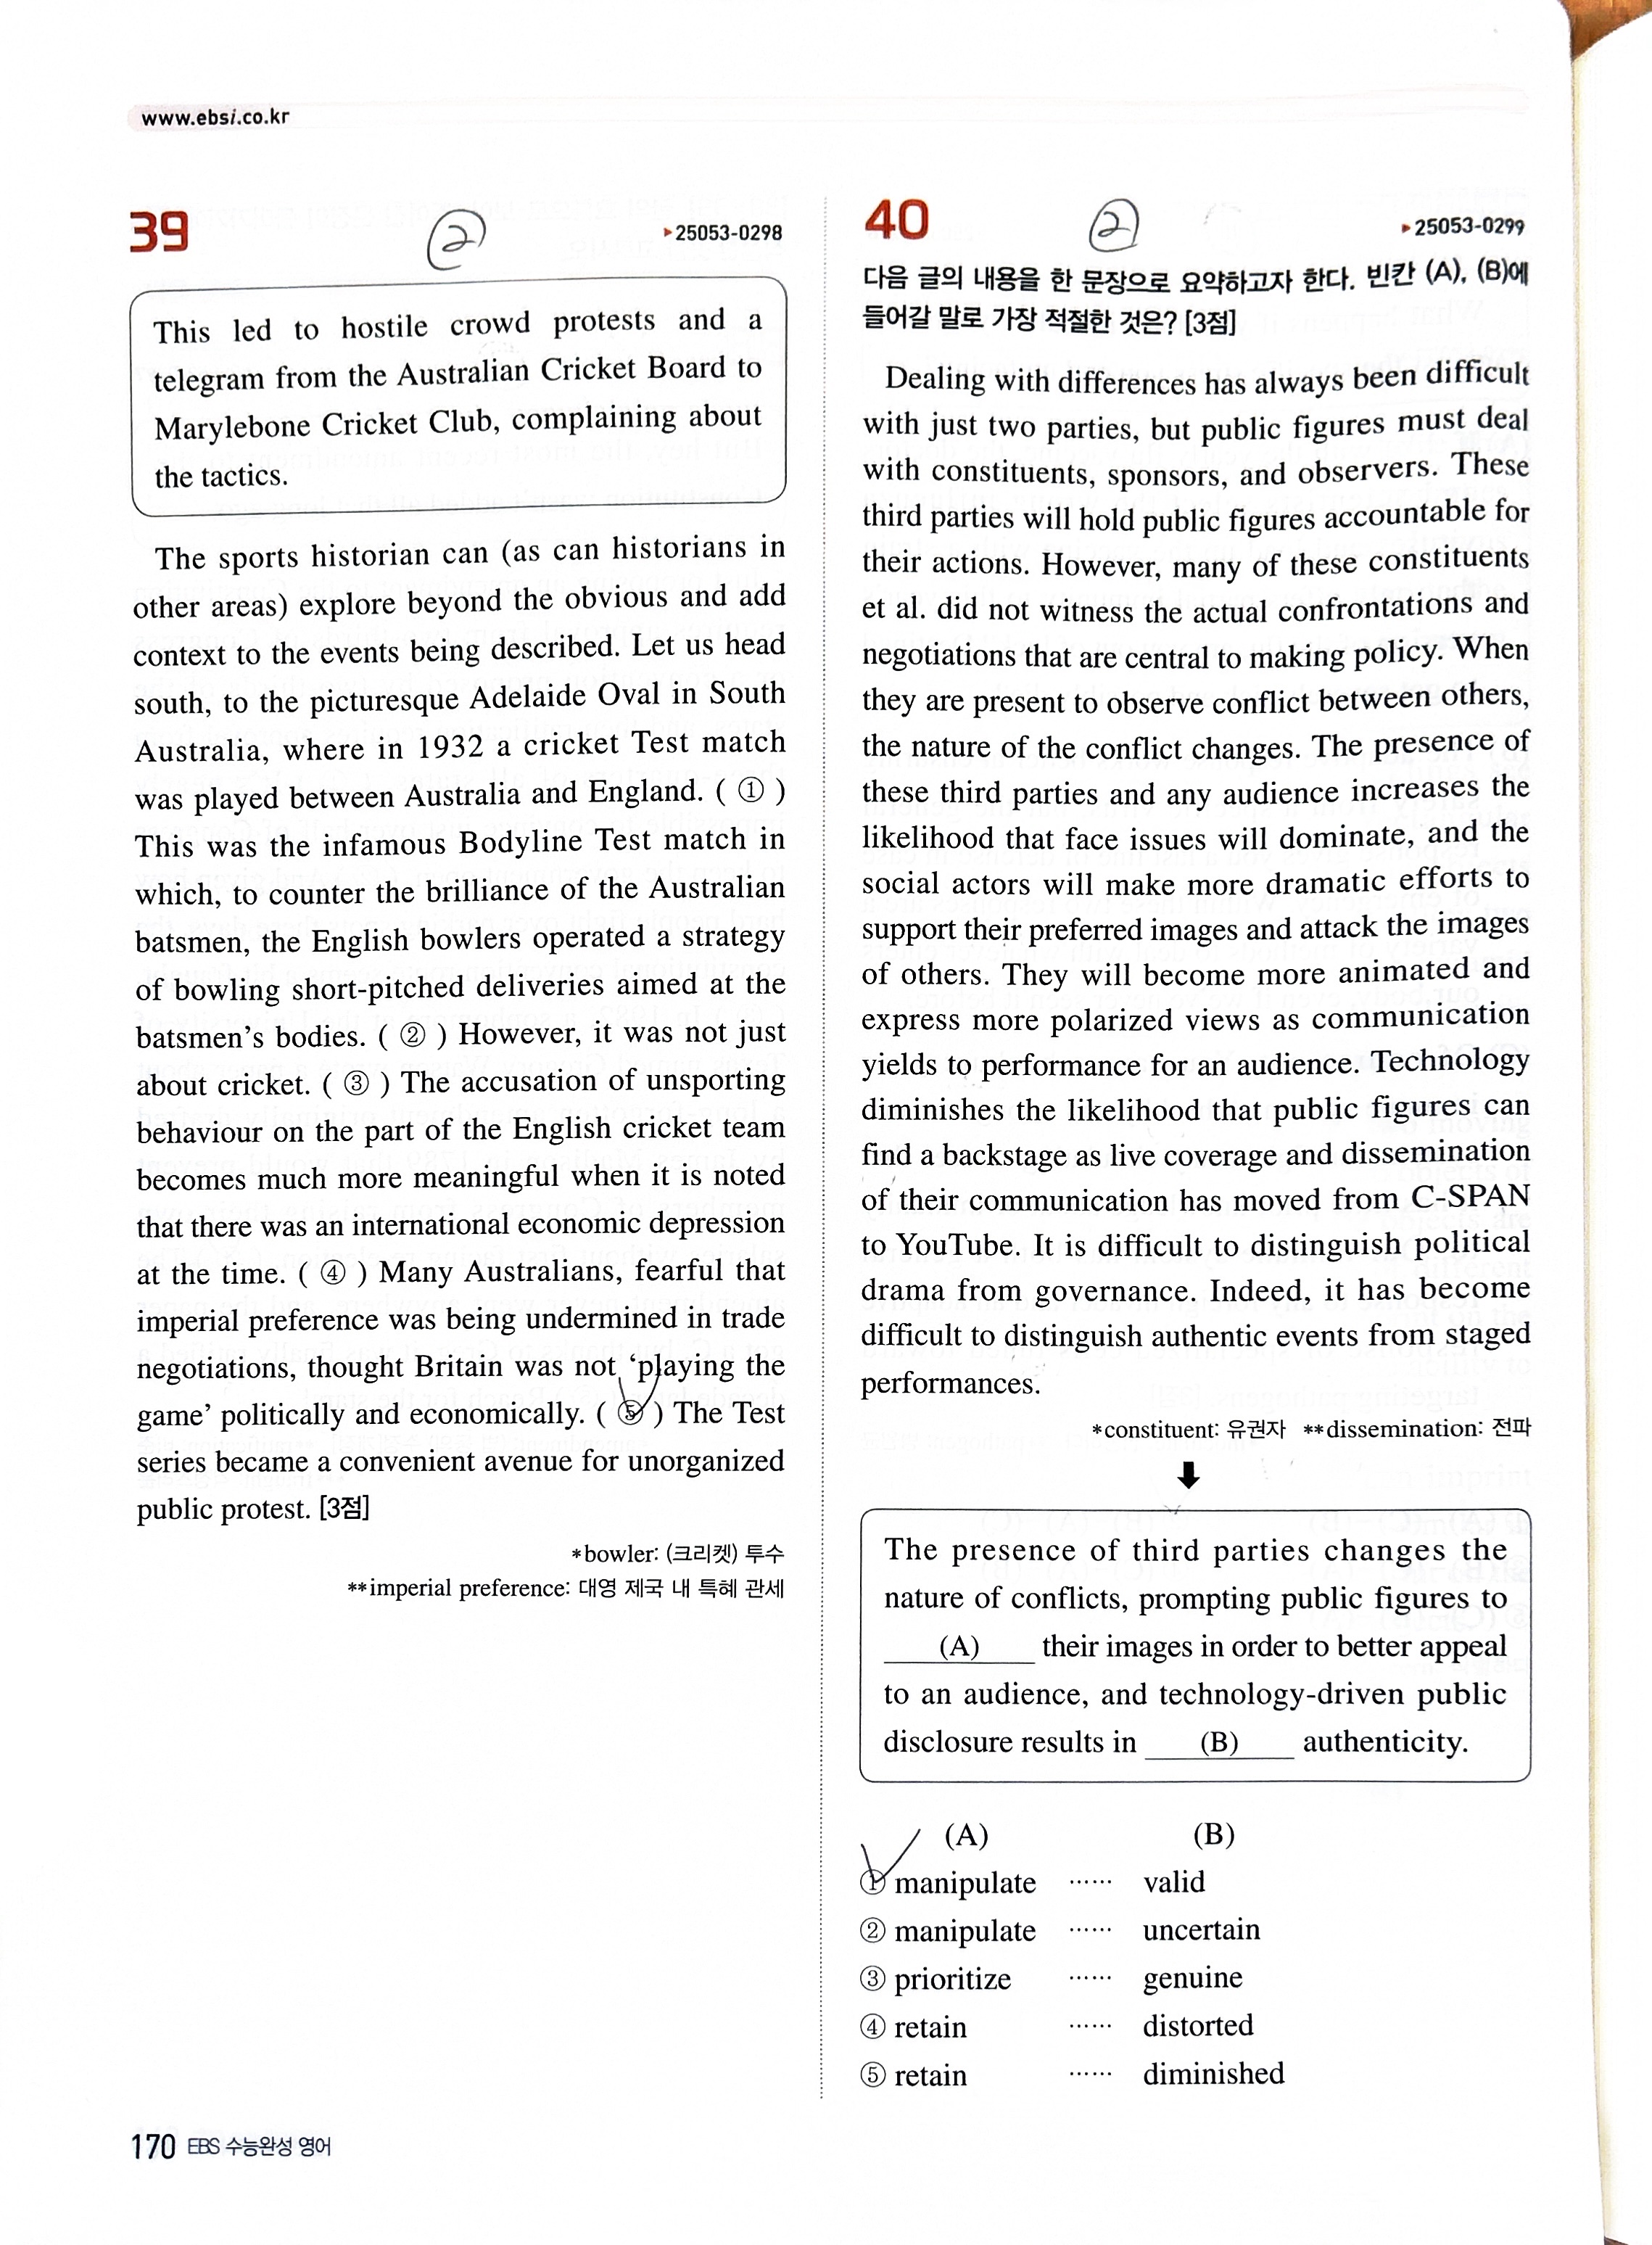 www.ebsi.co.kr
39
②
▸25053-0298
This led to hostile crowd protests and a
telegram from the Australian Cricket Board to
Marylebone Cricket Club, complaining about
the tactics.
The sports historian can (as can historians in
other areas) explore beyond the obvious and add
context to the events being described. Let us head
south, to the picturesque Adelaide Oval in South
Australia, where in 1932 a cricket Test match
was played between Australia and England. ( ① )
This was the infamous Bodyline Test match in
which, to counter the brilliance of the Australian
batsmen, the English bowlers operated a strategy
of bowling short-pitched deliveries aimed at the
batsmen's bodies. ( ② ) However, it was not just
about cricket. ( ③ ) The accusation of unsporting
behaviour on the part of the English cricket team
becomes much more meaningful when it is noted
that there was an international economic depression
at the time. ( ④ ) Many Australians, fearful that
imperial preference was being undermined in trade
negotiations, thought Britain was not 'playing the
game' politically and economically. ( ⑤ ) The Test
series became a convenient avenue for unorganized
public protest. [3점]
*bowler: (크리켓) 투수
**imperial preference: 대영 제국 내 특혜 관세
40
②
▸25053-0299
다음 글의 내용을 한 문장으로 요약하고자 한다. 빈칸 (A), (B)에
들어갈 말로 가장 적절한 것은? [3점]
Dealing with differences has always been difficult
with just two parties, but public figures must deal
with constituents, sponsors, and observers. These
third parties will hold public figures accountable for
their actions. However, many of these constituents
et al. did not witness the actual confrontations and
negotiations that are central to making policy. When
they are present to observe conflict between others,
the nature of the conflict changes. The presence of
these third parties and any audience increases the
likelihood that face issues will dominate, and the
social actors will make more dramatic efforts to
support their preferred images and attack the images
of others. They will become more animated and
express more polarized views as communication
yields to performance for an audience. Technology
diminishes the likelihood that public figures can
find a backstage as live coverage and dissemination
of their communication has moved from C-SPAN
to YouTube. It is difficult to distinguish political
drama from governance. Indeed, it has become
difficult to distinguish authentic events from staged
performances.
*constituent: 유권자 **dissemination: 전파
The presence of third parties changes the
nature of conflicts, prompting public figures to
(A) their images in order to better appeal
to an audience, and technology-driven public
disclosure results in (B) authenticity.
(A) (B)
① manipulate ······ valid
② manipulate ······ uncertain
③ prioritize ······ genuine
④ retain ······ distorted
⑤ retain ······ diminished
170 EBS 수능완성 영어